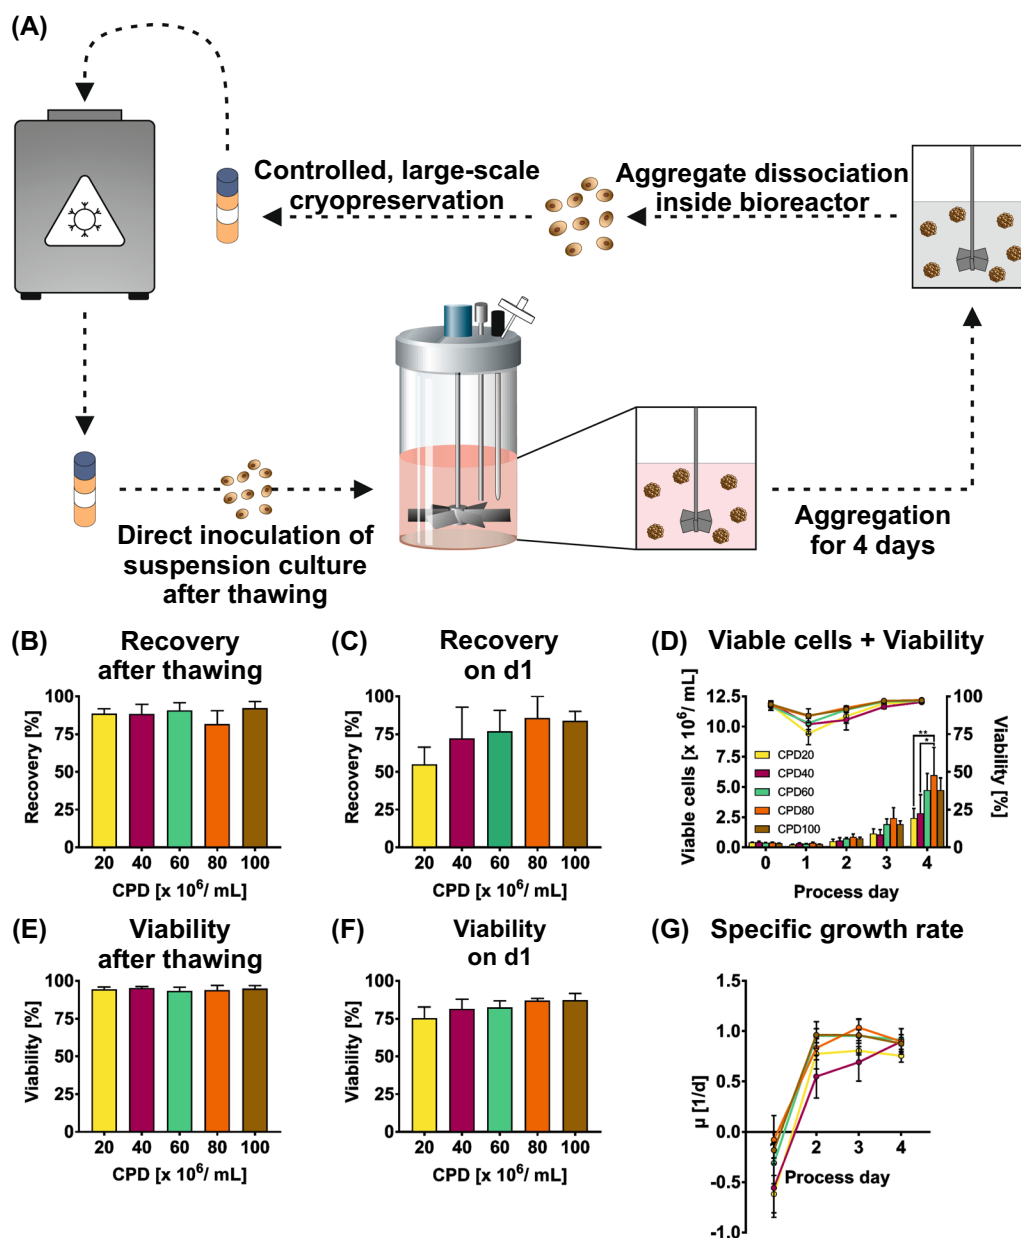 (A)
Controlled, large-scale
cryopreservation
Aggregate dissociation
inside bioreactor
Direct inoculation of
suspension culture
after thawing
Aggregation
for 4 days
(B)
Recovery
after thawing
100
75
50
25
0
Recovery [%]
20 40 60 80 100
CPD [x 10⁶/ mL]
(C)
Recovery
on d1
100
75
50
25
0
Recovery [%]
20 40 60 80 100
CPD [x 10⁶/ mL]
(D) Viable cells + Viability
12.5
10.0
7.5
5.0
2.5
0.0
Viable cells [x 10⁶/ mL]
CPD20
CPD40
CPD60
CPD80
CPD100
**
*
100
75
50
25
0
Viability
[%]
0 1 2 3 4
Process day
(E)
Viability
after thawing
100
75
50
25
0
Viability [%]
20 40 60 80 100
CPD [x 10⁶/ mL]
(F)
Viability
on d1
100
75
50
25
0
Viability [%]
20 40 60 80 100
CPD [x 10⁶/ mL]
(G) Specific growth rate
1.5
1.0
0.5
0.0
-0.5
-1.0
μ [1/d]
2 3 4
Process day